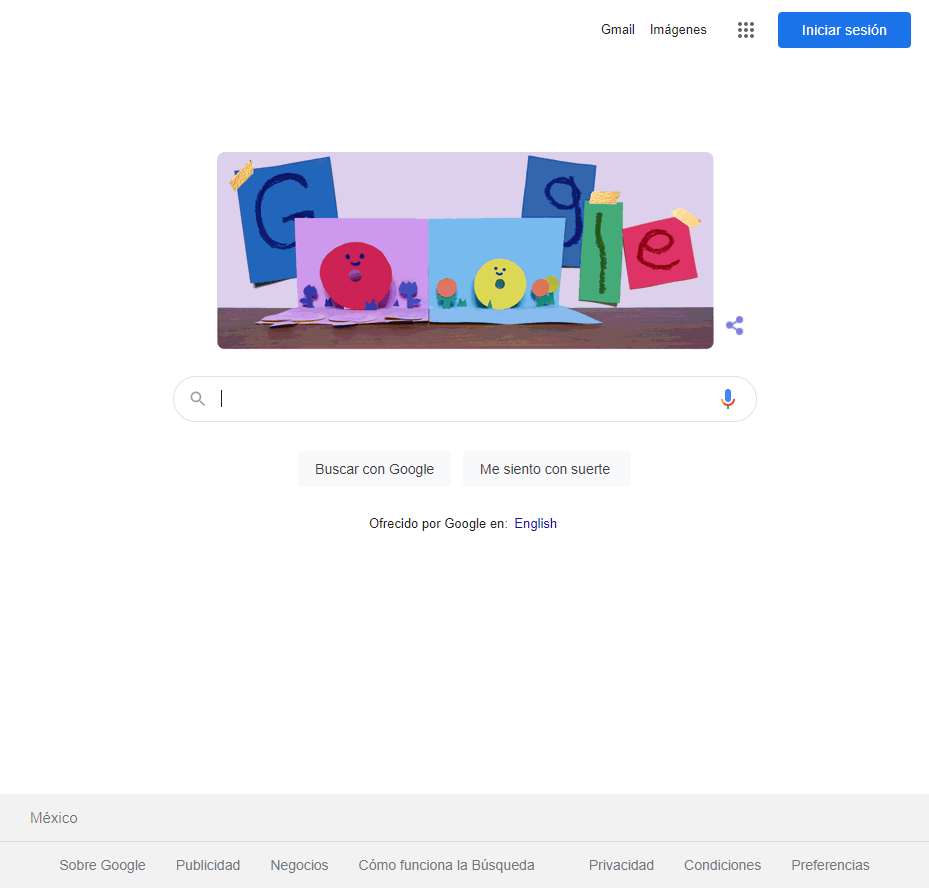 Gmail Imágenes Iniciar sesión
G g l e
Buscar con Google Me siento con suerte
Ofrecido por Google en: English
México
Sobre Google Publicidad Negocios Cómo funciona la Búsqueda Privacidad Condiciones Preferencias